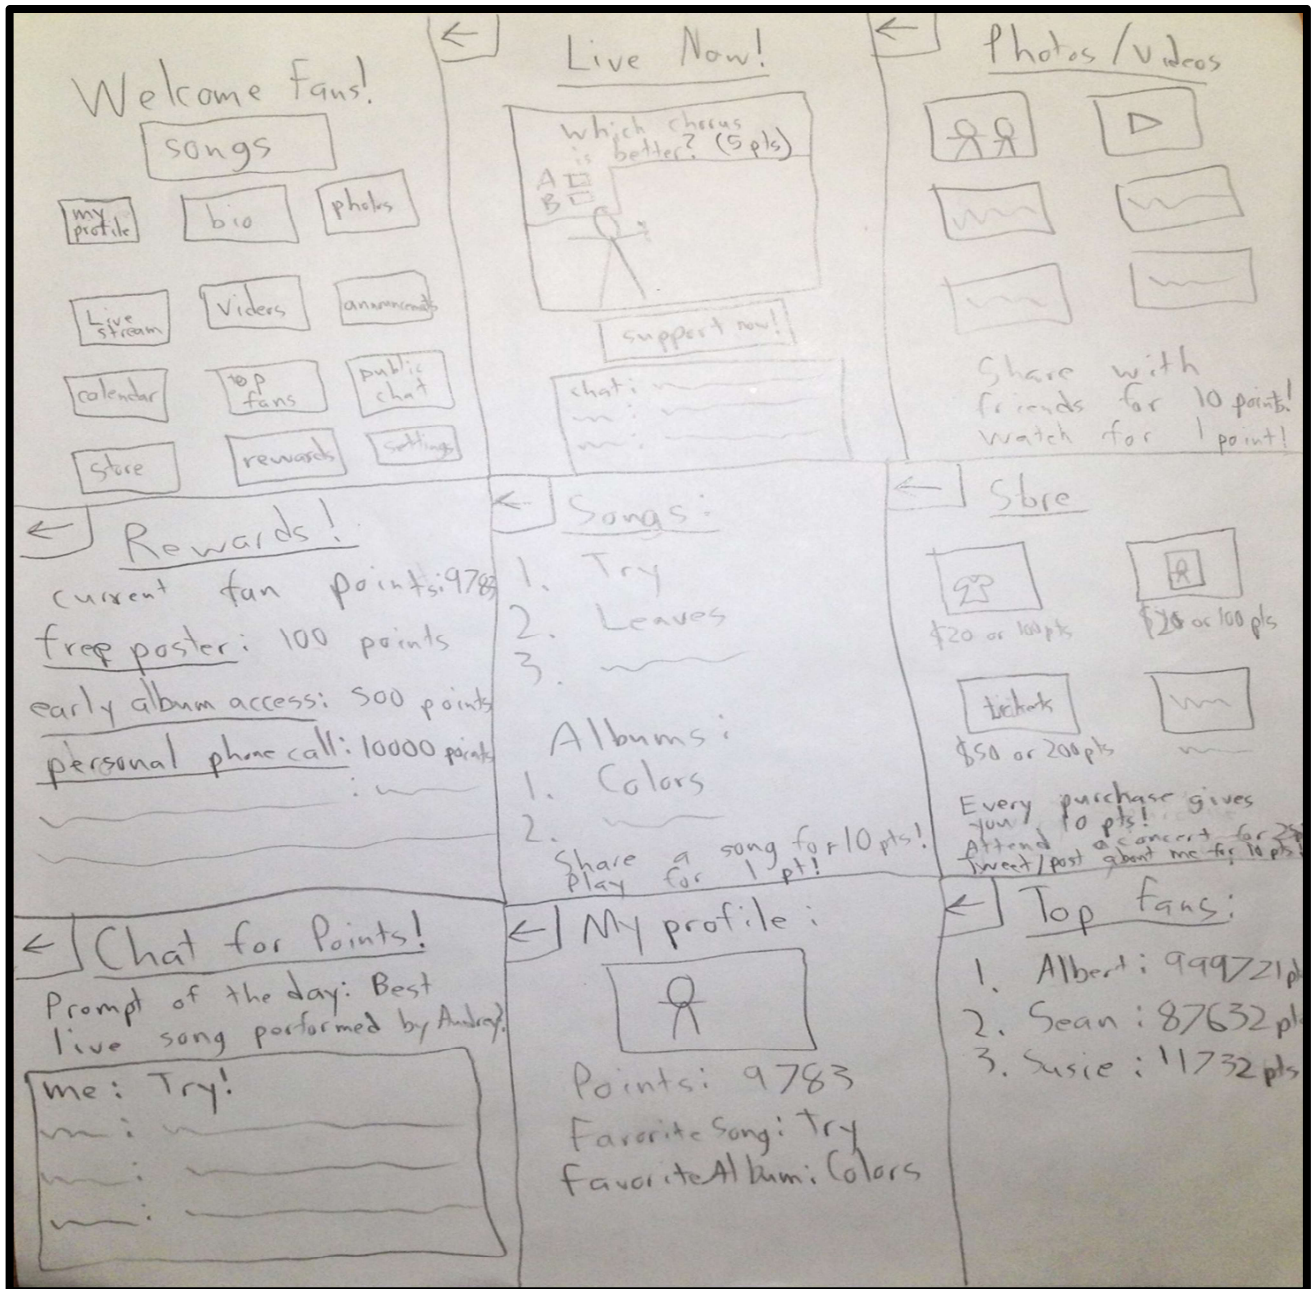 Welcome fans!
songs
my
profile
bio
photos
Live
stream
Videos
announcements
calendar
top
fans
public
chat
store
rewards
settings
←
Live Now!
Which chorus
is better? (5 pts)
A
B
support now!
chat:
←
Photos/Videos
Share with
friends for 10 points!
Watch for 1 point!
←
Rewards!
current fan points: 9783
free poster: 100 points
early album access: 500 points
personal phone call: 10000 points
←
Songs:
1. Try
2. Leaves
3.
Albums:
1. Colors
2.
Share a song for 10 pts!
Play for 1 pt!
←
Store
$20 or 100 pts
$20 or 100 pts
tickets
$50 or 200 pts
Every purchase gives
you 10 pts!
Attend a concert for
Tweet/post about me for 10 pts!
←
Chat for Points!
Prompt of the day: Best
live song performed by
me: Try!
←
My profile:
Points: 9783
Favorite Song: Try
Favorite Album: Colors
←
Top fans:
1. Albert: 999721 pt
2. Sean: 87632 pts
3. Susie: 11732 pts